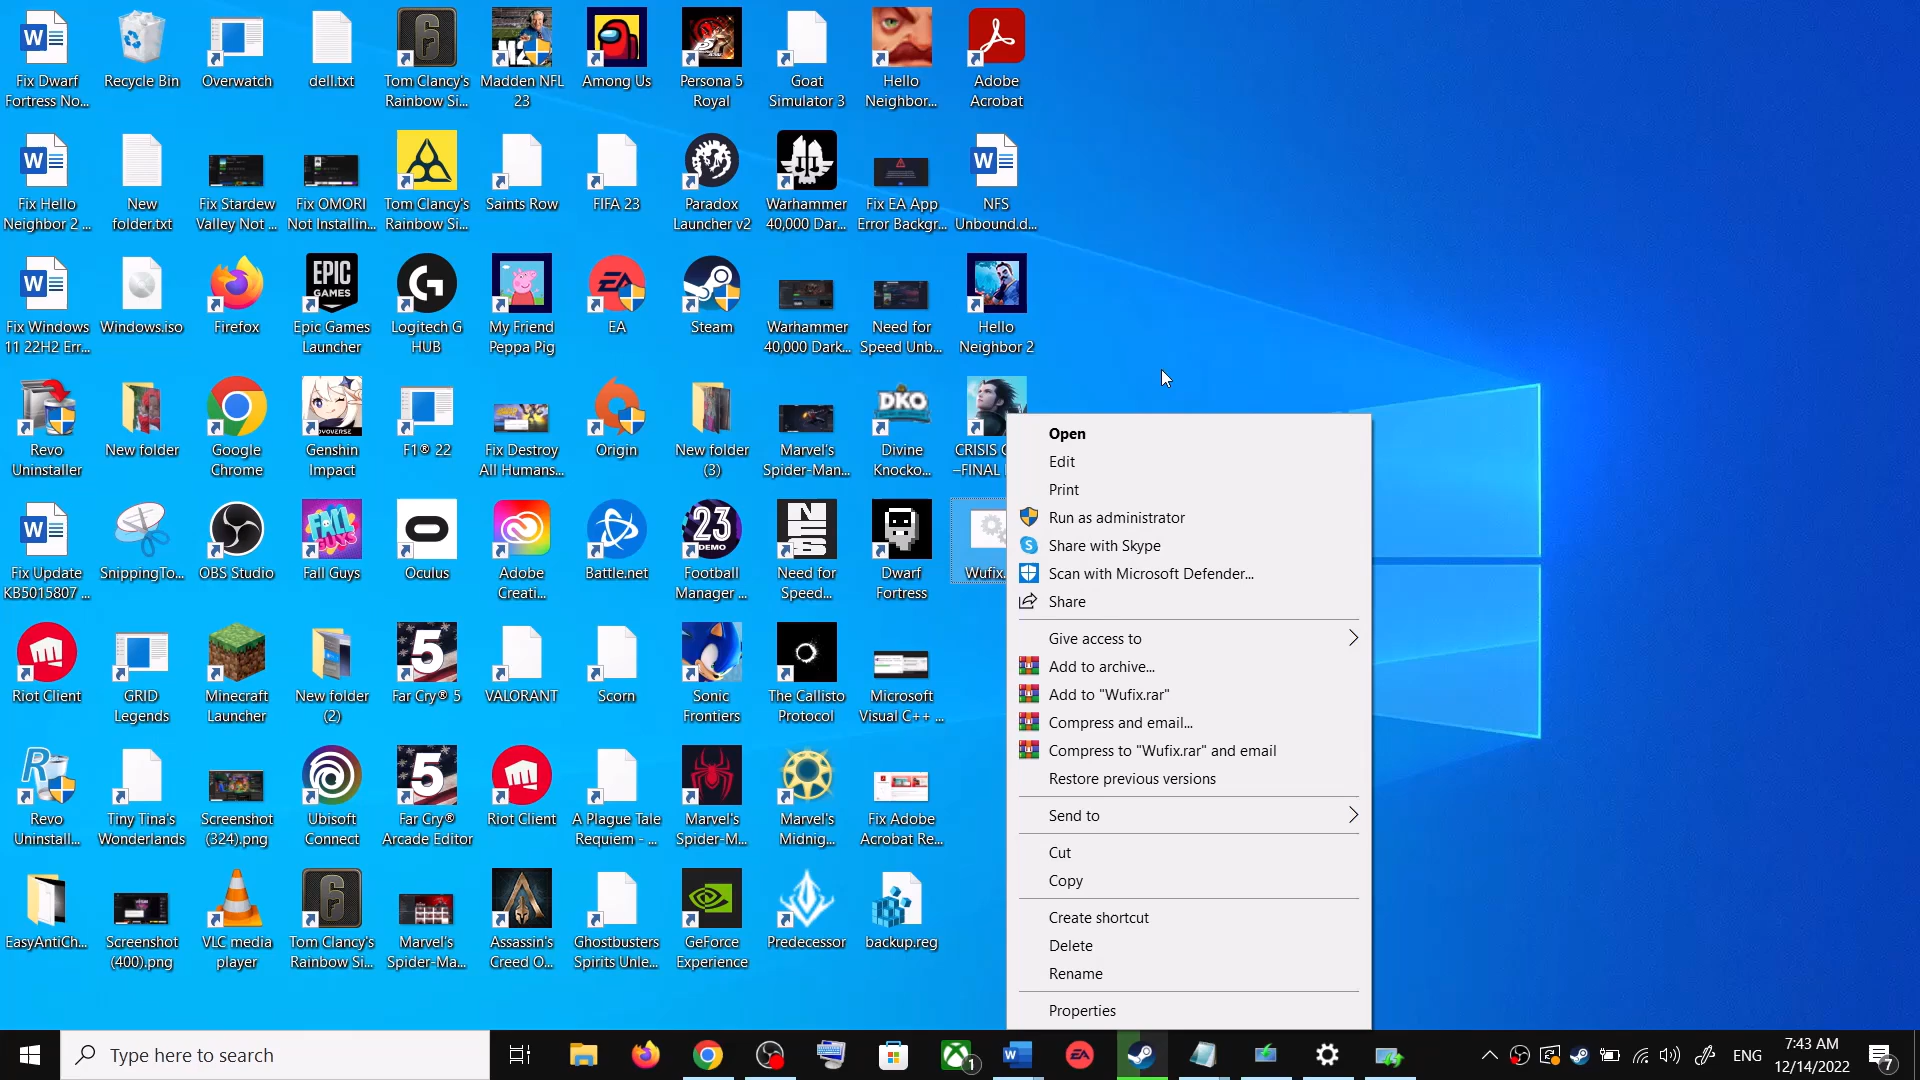 Fix Dwarf
Fortress No...
Recycle Bin
Overwatch
dell.txt
Tom Clancy's
Rainbow Si...
Madden NFL
23
Among Us
Persona 5
Royal
Goat
Simulator 3
Hello
Neighbor...
Adobe
Acrobat
Fix Hello
Neighbor 2 ...
New
folder.txt
Fix Stardew
Valley Not ...
Fix OMORI
Not Installin...
Tom Clancy's
Rainbow Si...
Saints Row
FIFA 23
Paradox
Launcher v2
Warhammer
40,000 Dar...
Fix EA App
Error Backgr...
NFS
Unbound.d...
Fix Windows
11 22H2 Err...
Windows.iso
Firefox
EPIC
GAMES
Epic Games
Launcher
Logitech G
HUB
My Friend
Peppa Pig
EA
Steam
Warhammer
40,000 Dark...
Need for
Speed Unb...
Hello
Neighbor 2
Revo
Uninstaller
New folder
Google
Chrome
Genshin
Impact
F1® 22
Fix Destroy
All Humans...
Origin
New folder
(3)
Marvel's
Spider-Man...
DKO
Divine
Knocko...
CRISIS C
–FINAL
Fix Update
KB5015807 ...
SnippingTo...
OBS Studio
FALL
GUYS
Fall Guys
Oculus
Adobe
Creati...
Battle.net
23
DEMO
Football
Manager ...
Need for
Speed...
Dwarf
Fortress
Wufix.
Riot Client
GRID
Legends
Minecraft
Launcher
New folder
(2)
5
Far Cry® 5
VALORANT
Scorn
Sonic
Frontiers
The Callisto
Protocol
Microsoft
Visual C++ ...
Revo
Uninstall...
Tiny Tina's
Wonderlands
Screenshot
(324).png
Ubisoft
Connect
5
Far Cry®
Arcade Editor
Riot Client
A Plague Tale
Requiem - ...
Marvel's
Spider-M...
Marvel's
Midnig...
Fix Adobe
Acrobat Re...
EasyAntiCh...
Screenshot
(400).png
VLC media
player
Tom Clancy's
Rainbow Si...
Marvel's
Spider-Ma...
Assassin's
Creed O...
Ghostbusters
Spirits Unle...
GeForce
Experience
Predecessor
backup.reg
Open
Edit
Print
Run as administrator
Share with Skype
Scan with Microsoft Defender...
Share
Give access to
Add to archive...
Add to "Wufix.rar"
Compress and email...
Compress to "Wufix.rar" and email
Restore previous versions
Send to
Cut
Copy
Create shortcut
Delete
Rename
Properties
Type here to search
1
ENG
7:43 AM
12/14/2022
7